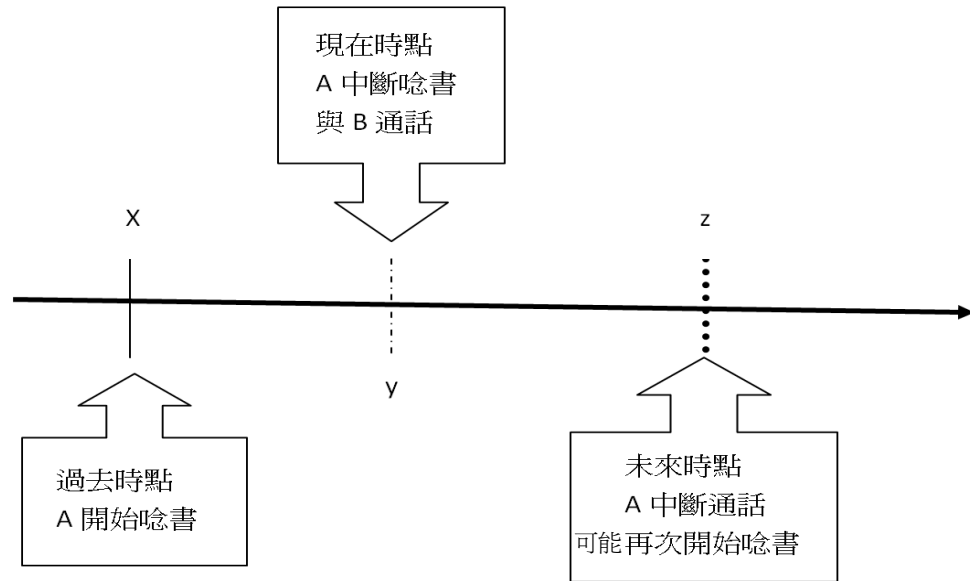 現在時點
A 中斷唸書
與 B 通話
X
z
y
過去時點
A 開始唸書
未來時點
A 中斷通話
可能再次開始唸書